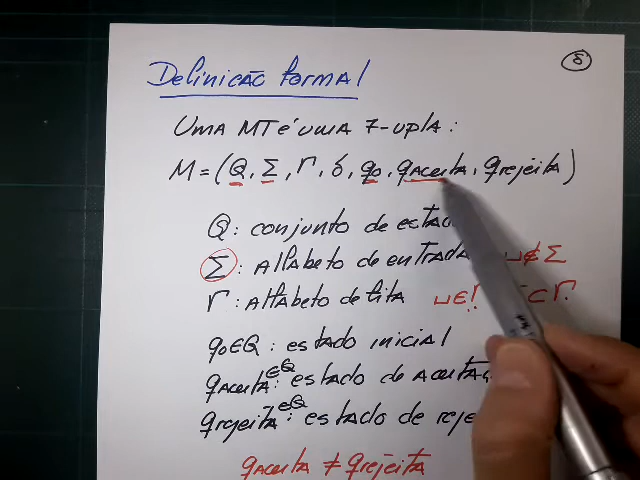 8
Definição Formal
Uma MT é uma 7-upla:
M = (Q, Σ, Γ, δ, q0, qaceita, qrejeita)
Q: conjunto de
Σ: alfabeto de entrada ⊔∉Σ
Γ: alfabeto de fita ⊔∈Γ ⊂ Γ
q0∈Q: estado inicial
qaceita∈Q: estado de
qrejeita∈Q: estado de
qaceita ≠ qrejeita